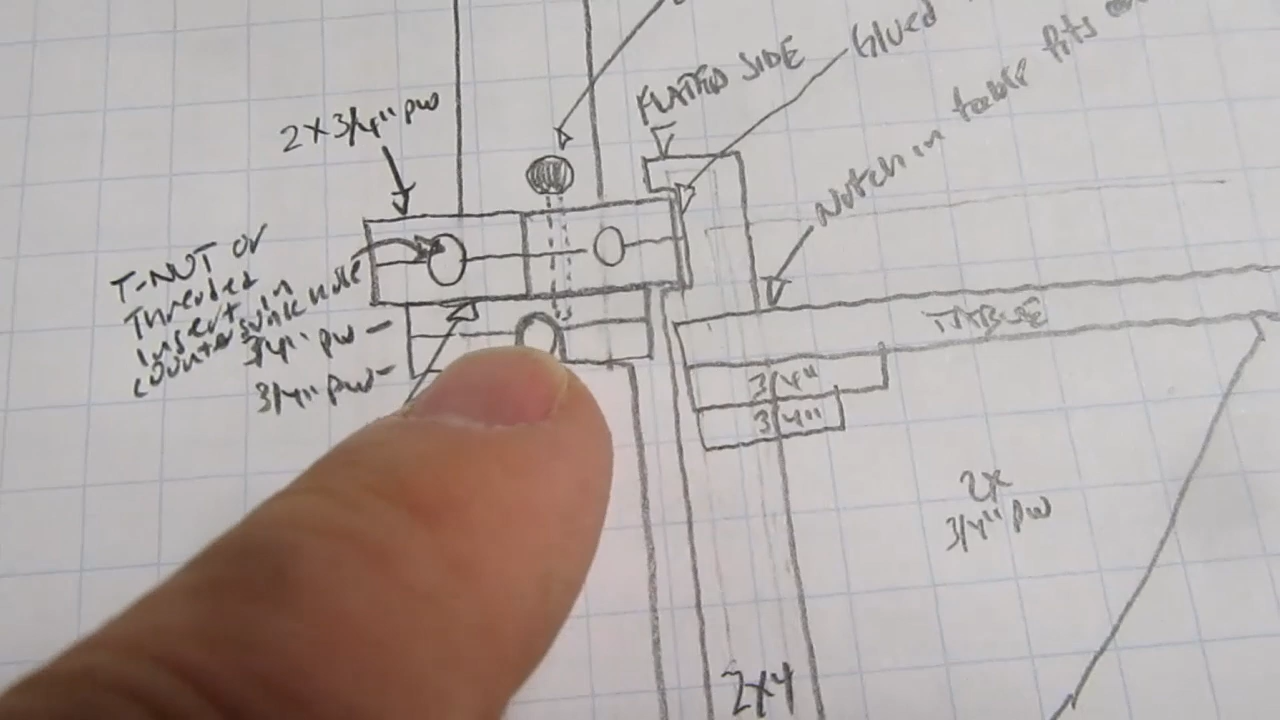 2 x 3/4" pw
FLATTED SIDE
Glued
Notch in table fits
T-NUT or
Threaded
Insert in
countersunk hole
3/4" pw
3/4" pw
TABLE
3/4"
3/4"
2x
3/4" pw
2x4